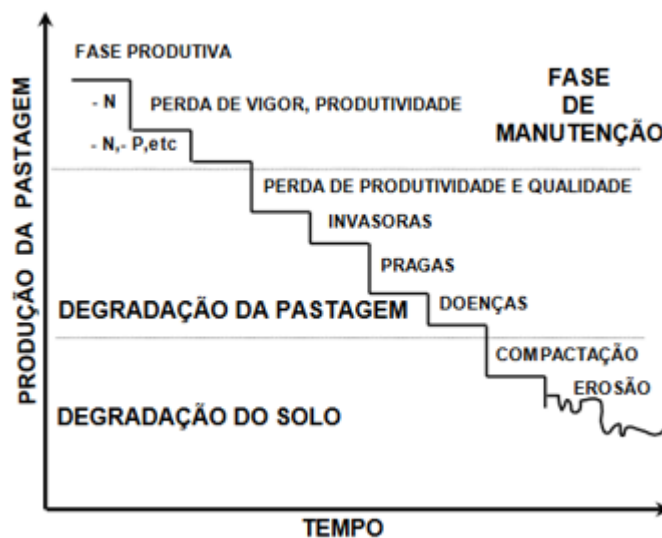 FASE PRODUTIVA
- N
PERDA DE VIGOR, PRODUTIVIDADE
FASE
DE
MANUTENÇÃO
- N,- P,etc
PERDA DE PRODUTIVIDADE E QUALIDADE
INVASORAS
PRAGAS
DEGRADAÇÃO DA PASTAGEM
DOENÇAS
COMPACTAÇÃO
EROSÃO
DEGRADAÇÃO DO SOLO
PRODUÇÃO DA PASTAGEM
TEMPO